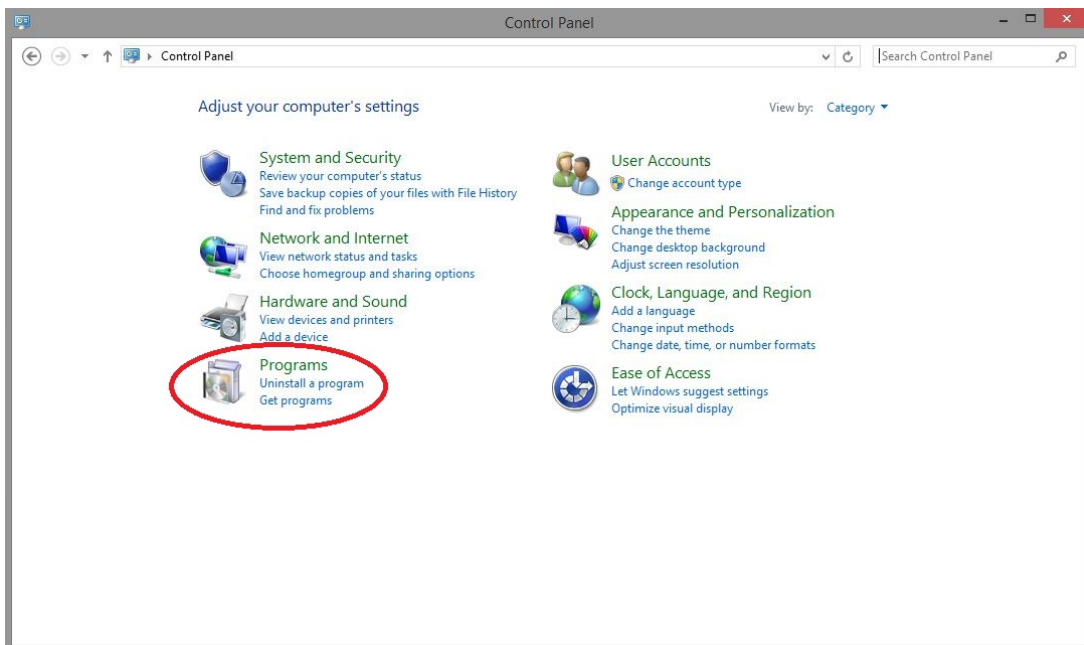 Control Panel
Control Panel
Search Control Panel
Adjust your computer's settings
View by: Category
System and Security
Review your computer's status
Save backup copies of your files with File History
Find and fix problems
Network and Internet
View network status and tasks
Choose homegroup and sharing options
Hardware and Sound
View devices and printers
Add a device
Programs
Uninstall a program
Get programs
User Accounts
Change account type
Appearance and Personalization
Change the theme
Change desktop background
Adjust screen resolution
Clock, Language, and Region
Add a language
Change input methods
Change date, time, or number formats
Ease of Access
Let Windows suggest settings
Optimize visual display